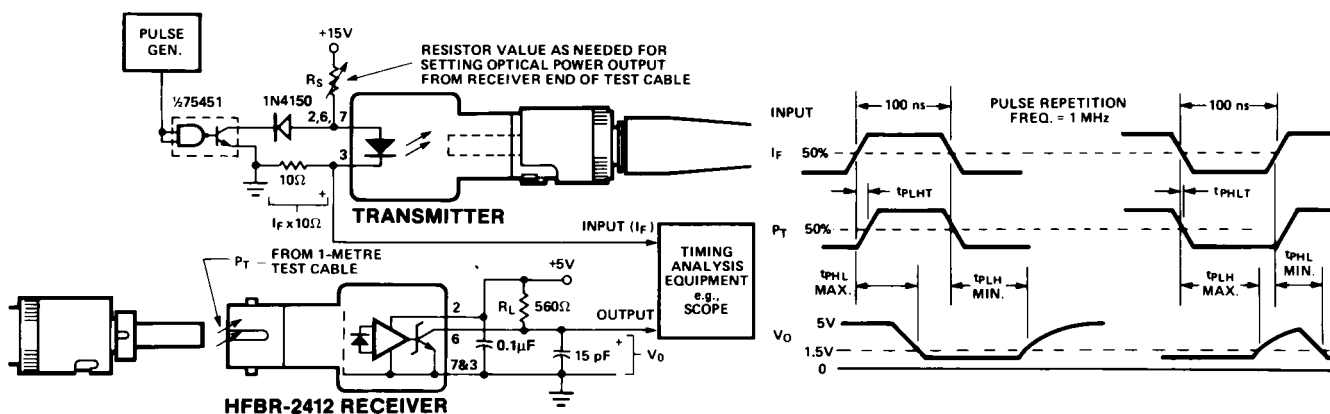 PULSE
GEN.
+15V
RESISTOR VALUE AS NEEDED FOR
SETTING OPTICAL POWER OUTPUT
FROM RECEIVER END OF TEST CABLE
RS
½75451
1N4150
2,6, 7
3
10Ω
+
IF x10Ω
TRANSMITTER
INPUT (IF)
TIMING
ANALYSIS
EQUIPMENT
e.g.,
SCOPE
OUTPUT
PT
FROM 1-METRE
TEST CABLE
+5V
2
RL
560Ω
6
0.1μF
15 pF
+
V0
7&3
HFBR-2412 RECEIVER
INPUT
100 ns
PULSE REPETITION
FREQ. = 1 MHz
100 ns
IF 50%
tPLHT
tPHLT
PT 50%
tPHL
MAX.
tPLH
MIN.
tPLH
MAX.
tPHL
MIN.
5V
VO
1.5V
0